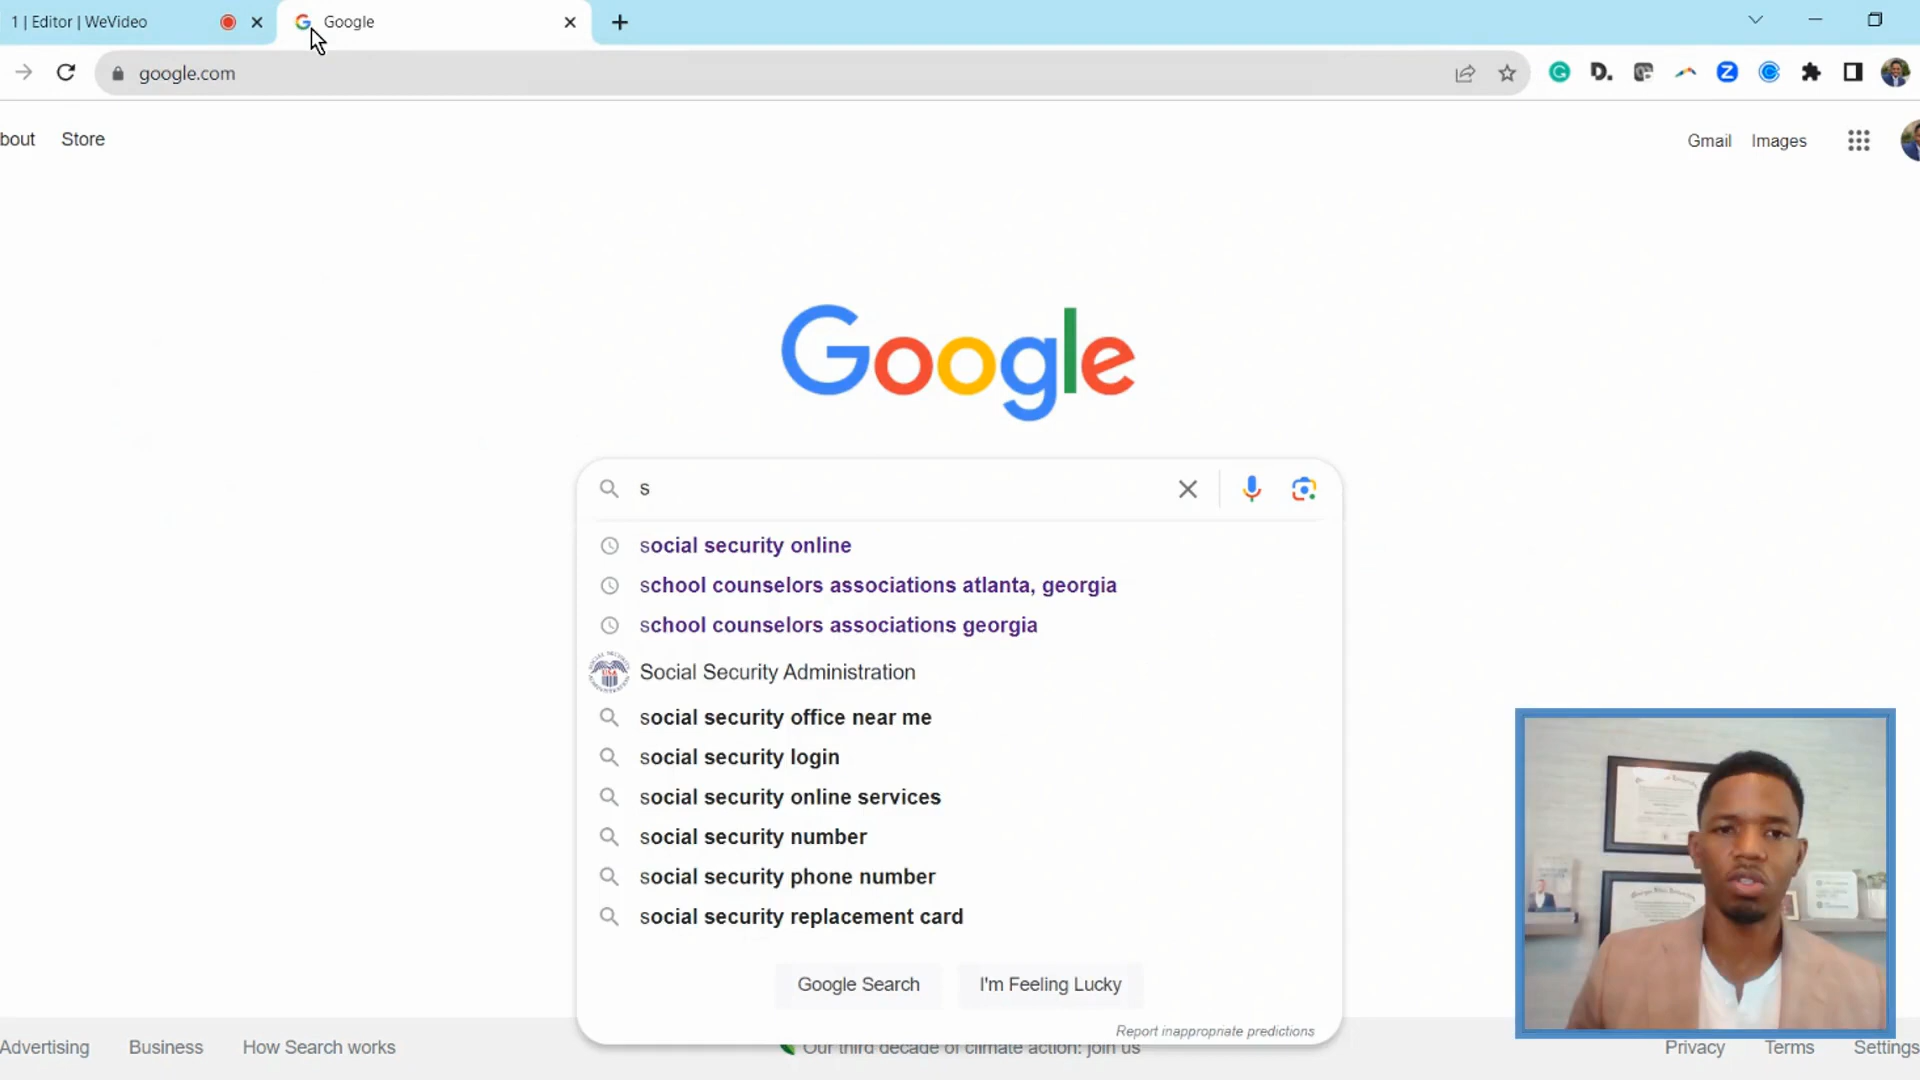 1 | Editor | WeVideo
Google
google.com
bout
Store
Gmail
Images
Google
s
social security online
school counselors associations atlanta, georgia
school counselors associations georgia
Social Security Administration
social security office near me
social security login
social security online services
social security number
social security phone number
social security replacement card
Google Search
I'm Feeling Lucky
Report inappropriate predictions
Advertising
Business
How Search works
Our third decade of climate action: join us
Privacy
Terms
Settings